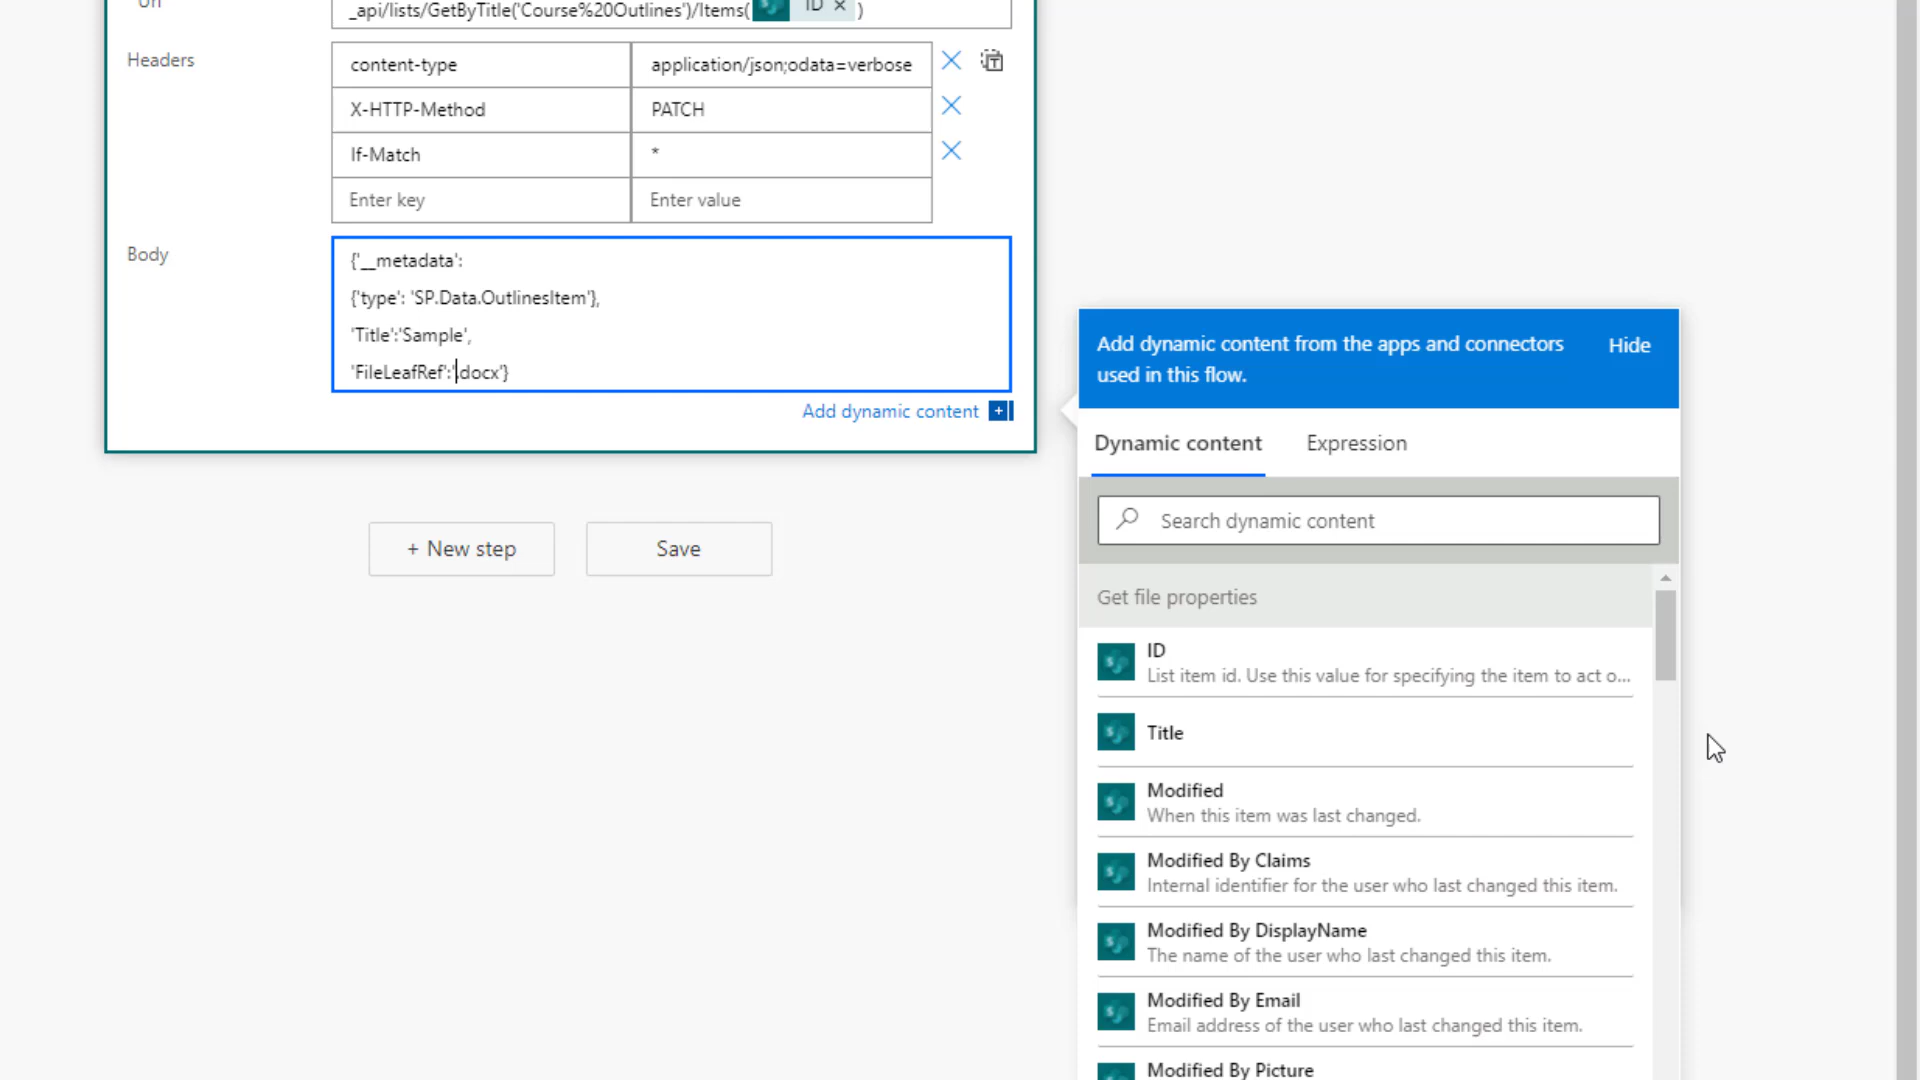 Uri
_api/lists/GetByTitle('Course%20Outlines')/Items( ID × )
Headers
content-type application/json;odata=verbose
X-HTTP-Method PATCH
If-Match *
Enter key Enter value
Body
{'__metadata':
{'type': 'SP.Data.OutlinesItem'},
'Title':'Sample',
'FileLeafRef':'.docx'}
Add dynamic content
+ New step
Save
Add dynamic content from the apps and connectors
used in this flow.
Hide
Dynamic content
Expression
Search dynamic content
Get file properties
ID
List item id. Use this value for specifying the item to act o...
Title
Modified
When this item was last changed.
Modified By Claims
Internal identifier for the user who last changed this item.
Modified By DisplayName
The name of the user who last changed this item.
Modified By Email
Email address of the user who last changed this item.
Modified By Picture